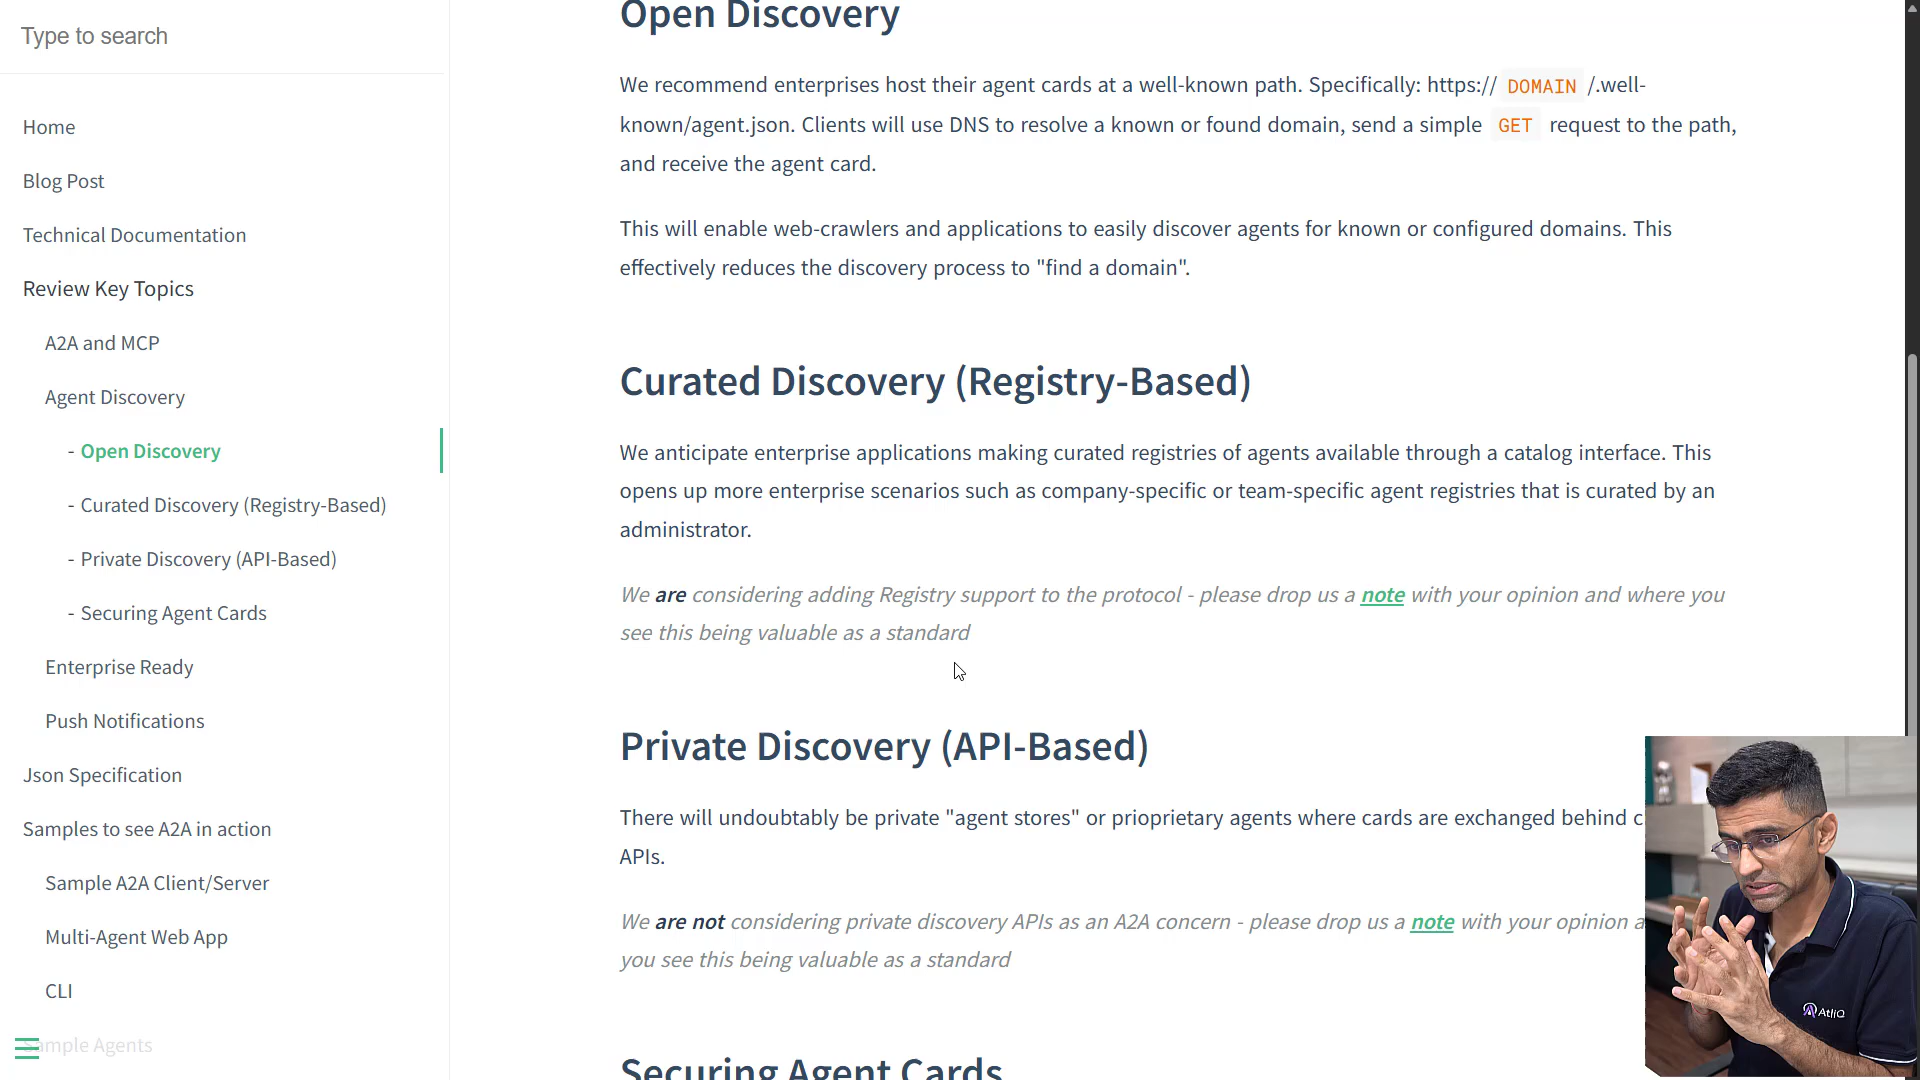 Type to search
Home
Blog Post
Technical Documentation
Review Key Topics
A2A and MCP
Agent Discovery
- Open Discovery
- Curated Discovery (Registry-Based)
- Private Discovery (API-Based)
- Securing Agent Cards
Enterprise Ready
Push Notifications
Json Specification
Samples to see A2A in action
Sample A2A Client/Server
Multi-Agent Web App
CLI
Sample Agents
Open Discovery
We recommend enterprises host their agent cards at a well-known path. Specifically: https:// DOMAIN /.well-
known/agent.json. Clients will use DNS to resolve a known or found domain, send a simple GET request to the path,
and receive the agent card.
This will enable web-crawlers and applications to easily discover agents for known or configured domains. This
effectively reduces the discovery process to "find a domain".
Curated Discovery (Registry-Based)
We anticipate enterprise applications making curated registries of agents available through a catalog interface. This
opens up more enterprise scenarios such as company-specific or team-specific agent registries that is curated by an
administrator.
We are considering adding Registry support to the protocol - please drop us a note with your opinion and where you
see this being valuable as a standard
Private Discovery (API-Based)
There will undoubtably be private "agent stores" or prioprietary agents where cards are exchanged behind c
APIs.
We are not considering private discovery APIs as an A2A concern - please drop us a note with your opinion a
you see this being valuable as a standard
Securing Agent Cards
AtliQ